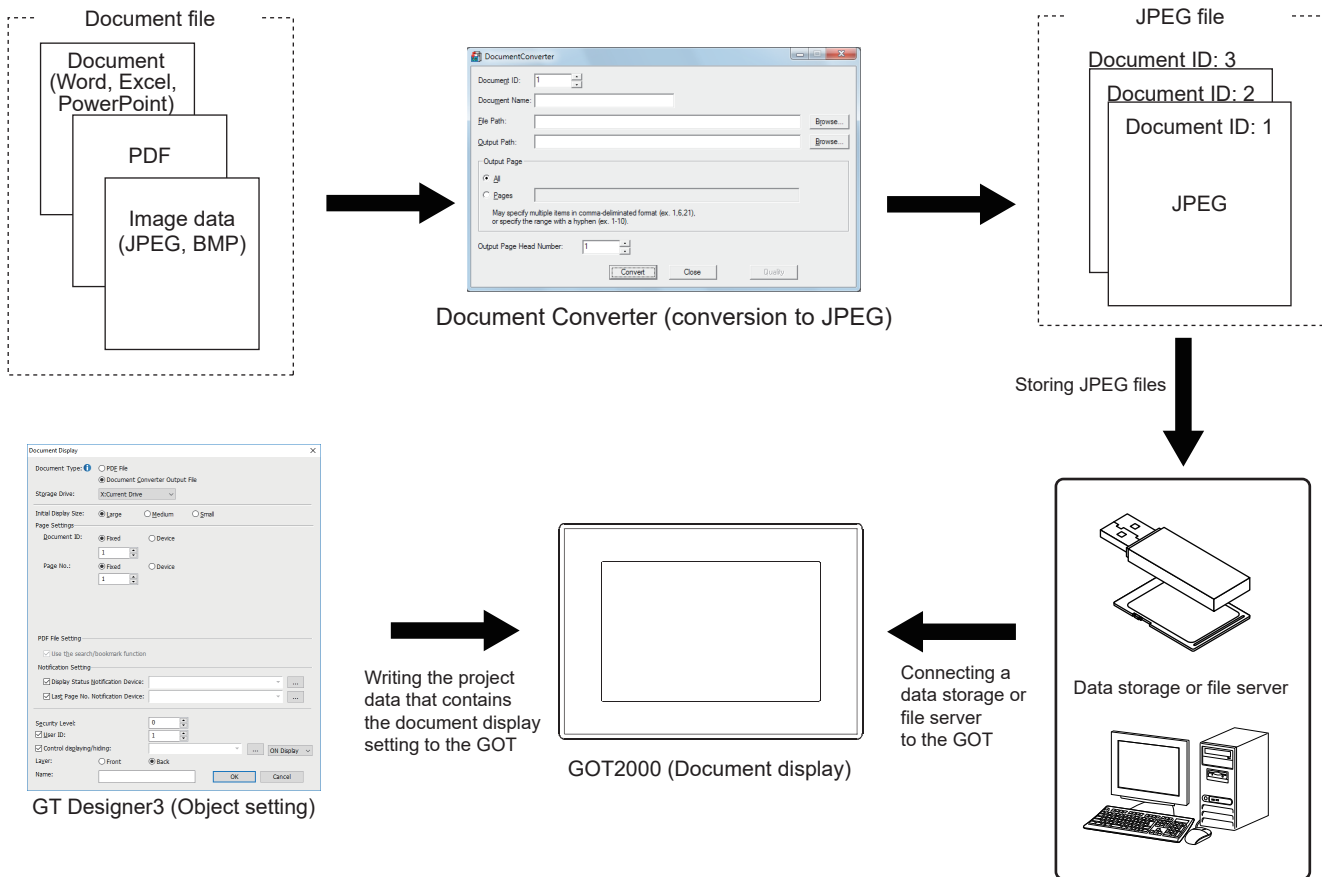 Document file
Document
(Word, Excel,
PowerPoint)
PDF
Image data
(JPEG, BMP)
DocumentConverter
Document ID: 1
Document Name:
File Path: Browse...
Output Path: Browse...
Output Page
All
Pages
May specify multiple items in comma-deliminated format (ex. 1,6,21),
or specify the range with a hyphen (ex. 1-10).
Output Page Head Number: 1
Convert Close Quality
Document Converter (conversion to JPEG)
JPEG file
Document ID: 3
Document ID: 2
Document ID: 1
JPEG
Storing JPEG files
Document Display
Document Type: PDF File
Document Converter Output File
Storage Drive: X:Current Drive
Initial Display Size: Large Medium Small
Page Settings
Document ID: Fixed Device
1
Page No.: Fixed Device
1
PDF File Setting
Use the search/bookmark function
Notification Setting
Display Status Notification Device: ...
Last Page No. Notification Device: ...
Security Level: 0
User ID: 1
Control displaying/hiding: ... ON Display
Layer: Front Back
Name: OK Cancel
GT Designer3 (Object setting)
Writing the project
data that contains
the document display
setting to the GOT
GOT2000 (Document display)
Connecting a
data storage or
file server
to the GOT
Data storage or file server